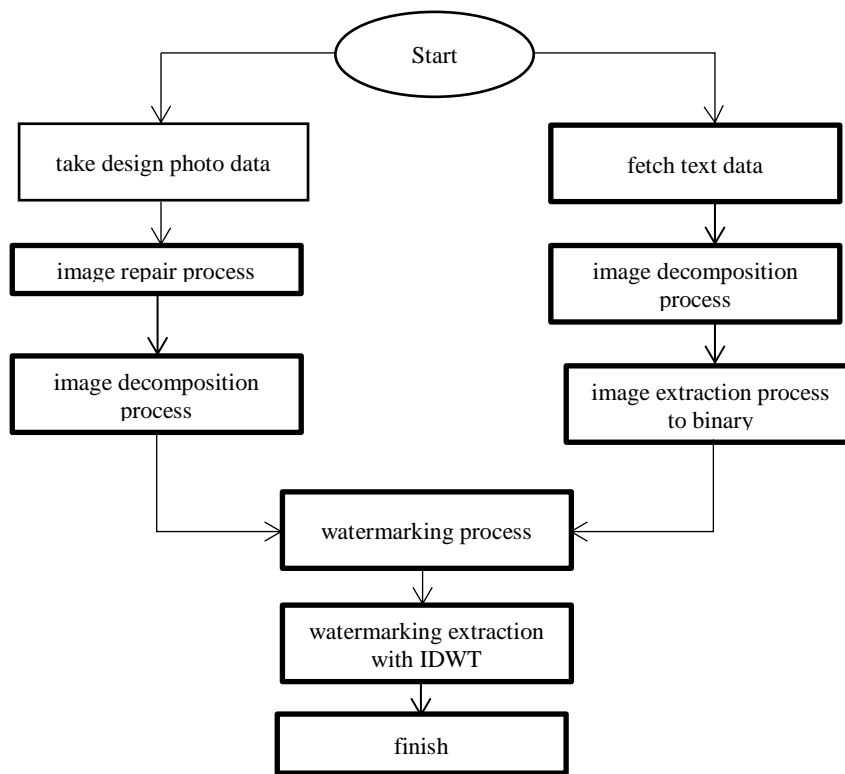 Start
take design photo data
image repair process
image decomposition
process
fetch text data
image decomposition
process
image extraction process
to binary
watermarking process
watermarking extraction
with IDWT
finish